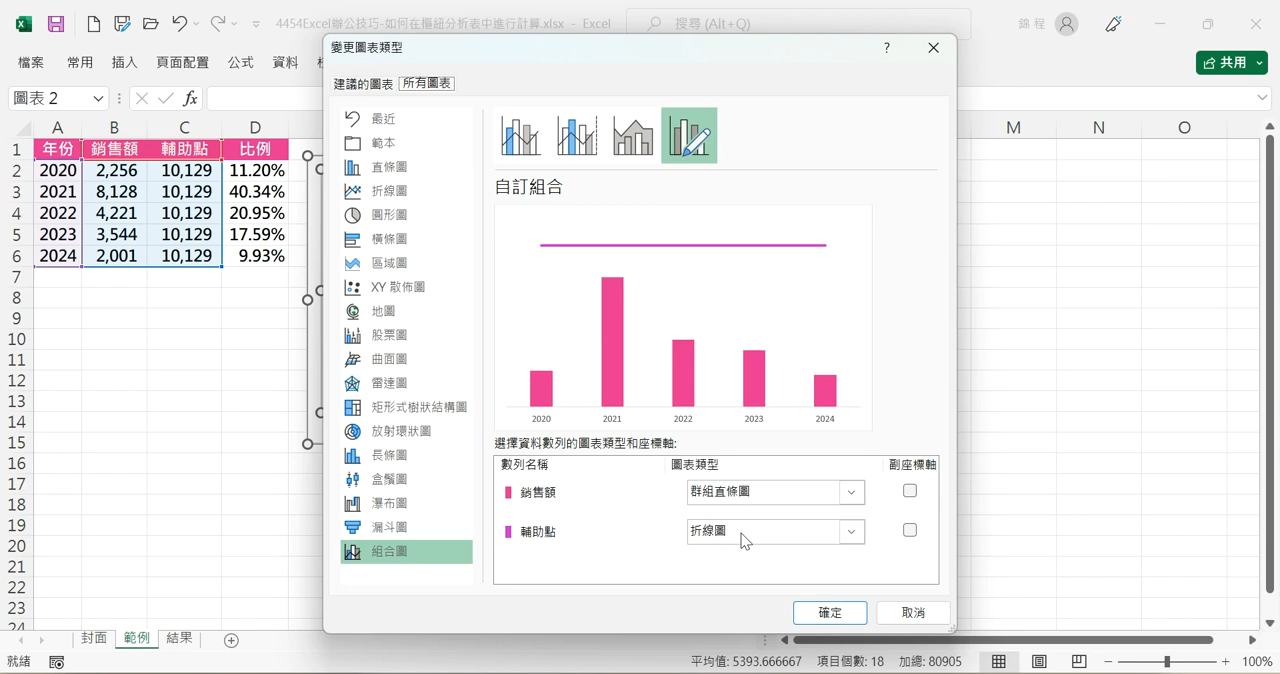 4454Excel辦公技巧-如何在樞紐分析表中進行計算.xlsx - Excel
搜尋 (Alt+Q)
錦 程
檔案 常用 插入 頁面配置 公式 資料
共用
圖表 2
fx
變更圖表類型
?
建議的圖表 所有圖表
最近
範本
直條圖
折線圖
圓形圖
橫條圖
區域圖
XY 散佈圖
地圖
股票圖
曲面圖
雷達圖
矩形式樹狀結構圖
放射環狀圖
長條圖
盒鬚圖
瀑布圖
漏斗圖
組合圖
自訂組合
2020 2021 2022 2023 2024
選擇資料數列的圖表類型和座標軸:
數列名稱 圖表類型 副座標軸
銷售額 群組直條圖
輔助點 折線圖
確定 取消
A B C D M N O
1 年份 銷售額 輔助點 比例
2 2020 2,256 10,129 11.20%
3 2021 8,128 10,129 40.34%
4 2022 4,221 10,129 20.95%
5 2023 3,544 10,129 17.59%
6 2024 2,001 10,129 9.93%
7
8
9
10
11
12
13
14
15
16
17
18
19
20
21
22
23
24
封面 範例 結果
就緒
平均值: 5393.666667 項目個數: 18 加總: 80905
100%